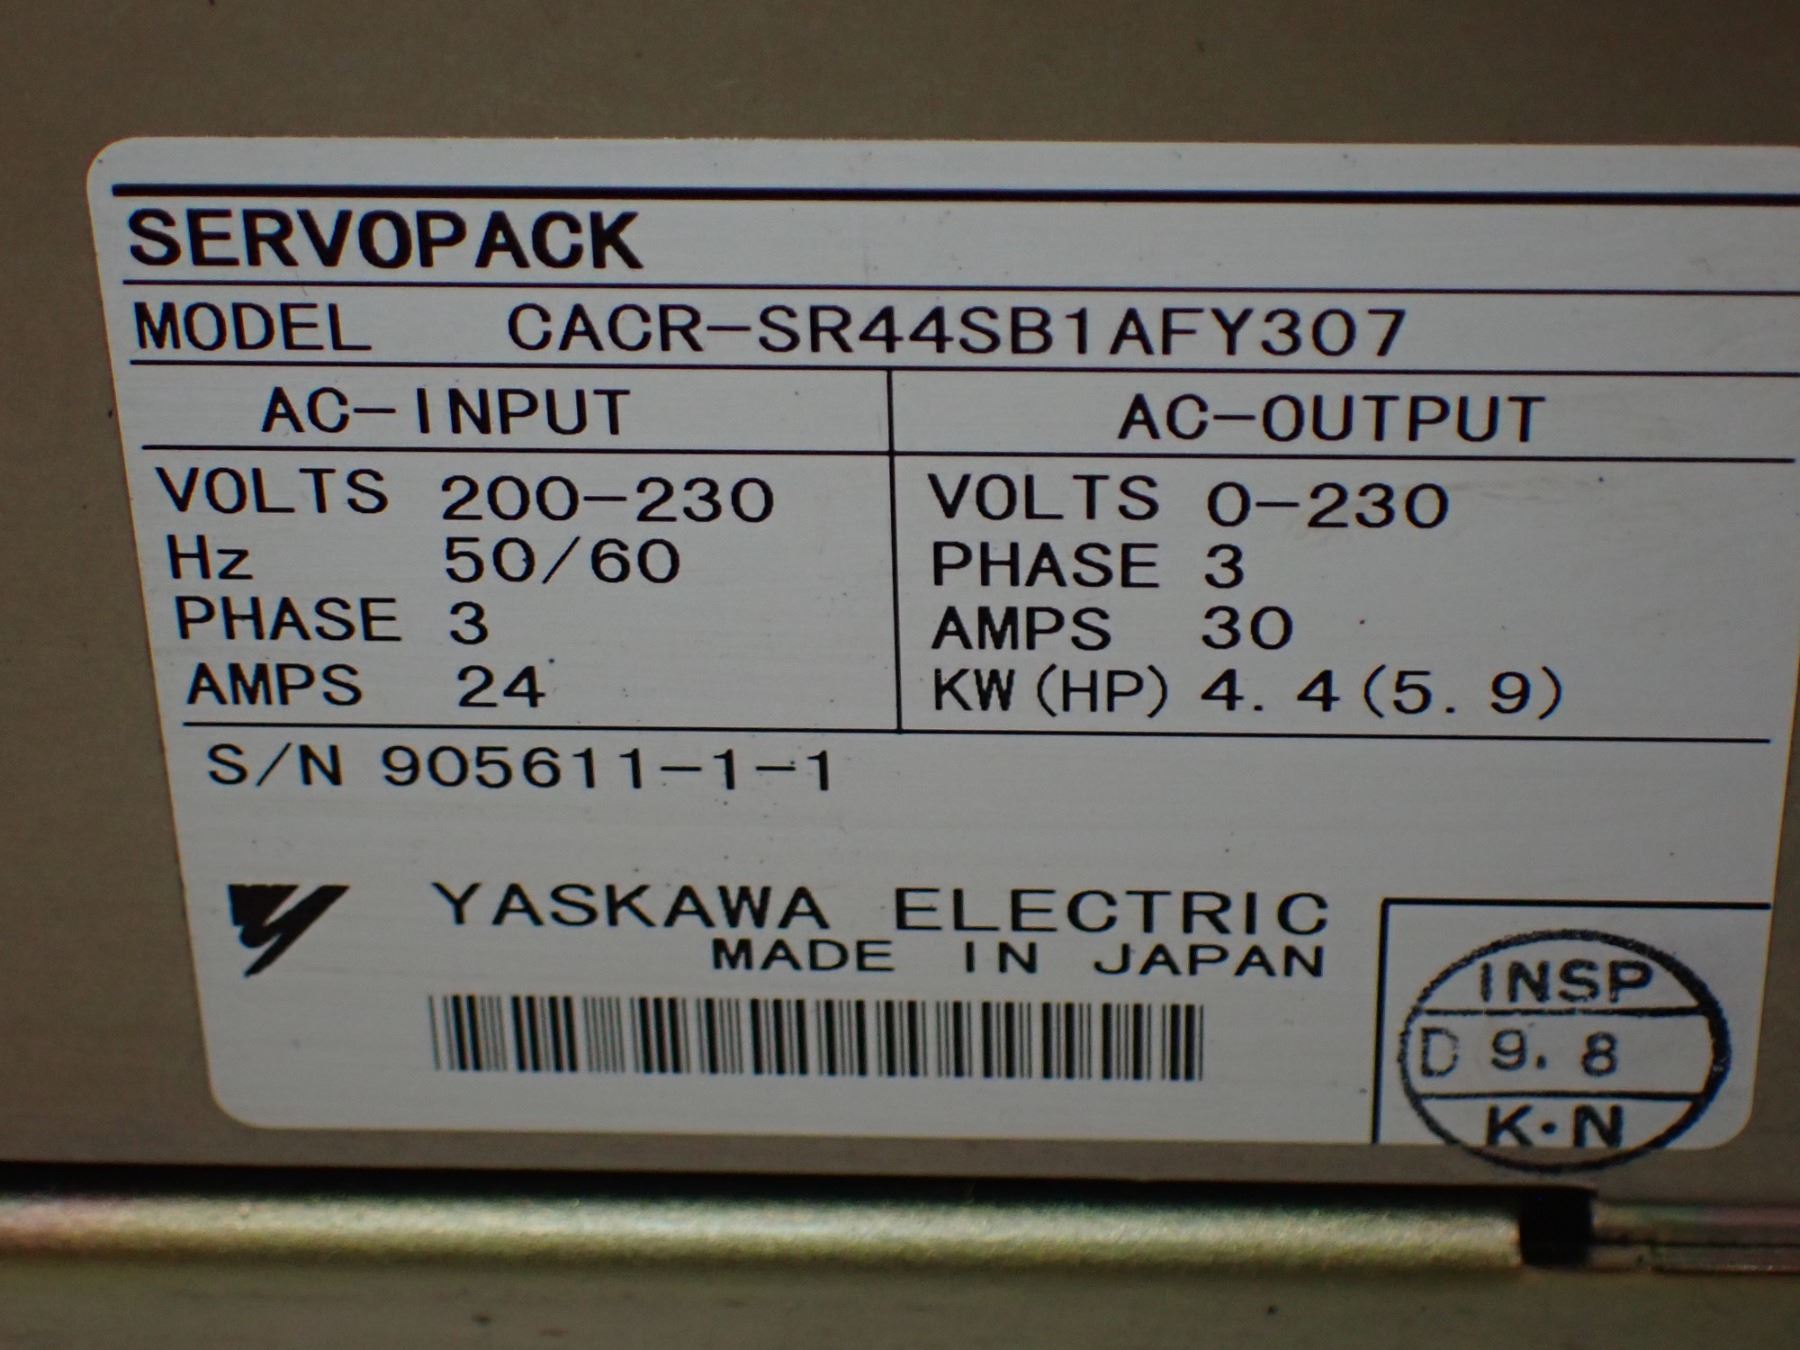 SERVOPACK
MODEL CACR-SR44SB1AFY307
AC-INPUT AC-OUTPUT
VOLTS 200-230 VOLTS 0-230
Hz 50/60 PHASE 3
PHASE 3 AMPS 30
AMPS 24 KW(HP) 4.4(5.9)
S/N 905611-1-1
YASKAWA ELECTRIC
MADE IN JAPAN
INSP
D 9.8
K·N